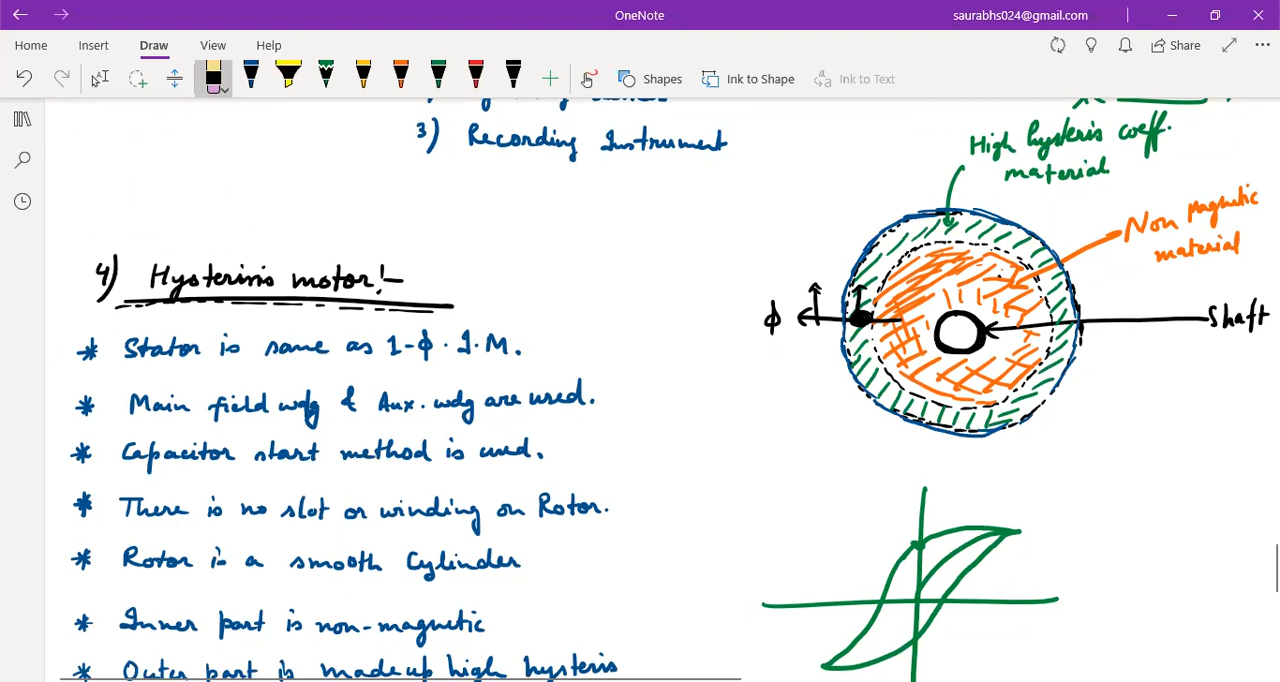 OneNote
saurabhs024@gmail.com
Home Insert Draw View Help
Share
Shapes
Ink to Shape
Ink to Text
3) Recording Instrument
High hysteris coeff.
material
Non magnetic
material
Φ
Shaft
4) Hysterisis motor:-
* Stator is same as 1-Φ. I.M.
* Main field wdg & Aux. wdg are used.
* Capacitor start method is used.
* There is no slot or winding on Rotor.
* Rotor is a smooth cylinder
* Inner part is non-magnetic
* Outer part is made up high hysteris